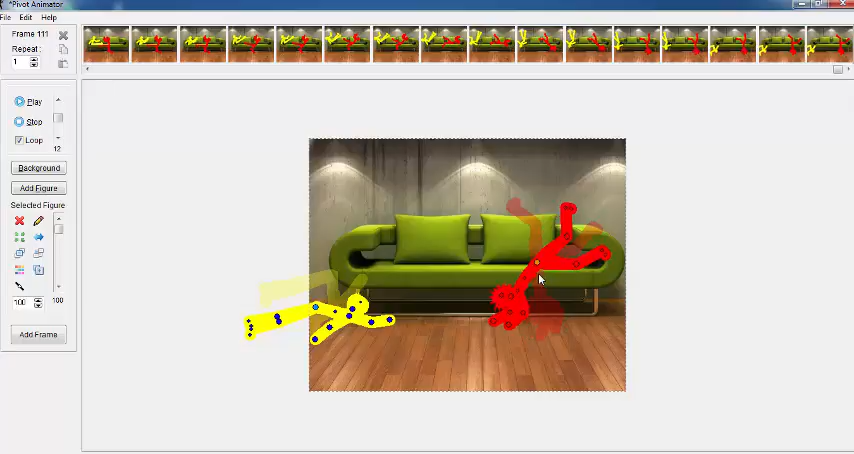 *Pivot Animator
File Edit Help
Frame 111
Repeat :
1
Play
Stop
Loop
12
Background
Add Figure
Selected Figure
100
100
Add Frame